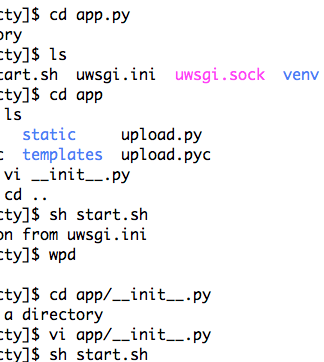 cty]$ cd app.py
ory
cty]$ ls
tart.sh  uwsgi.ini  uwsgi.sock  venv
cty]$ cd app
ls
static     upload.py
c  templates  upload.pyc
vi __init__.py
cd ..
cty]$ sh start.sh
on from uwsgi.ini
cty]$ wpd
cty]$ cd app/__init__.py
a directory
cty]$ vi app/__init__.py
cty]$ sh start.sh